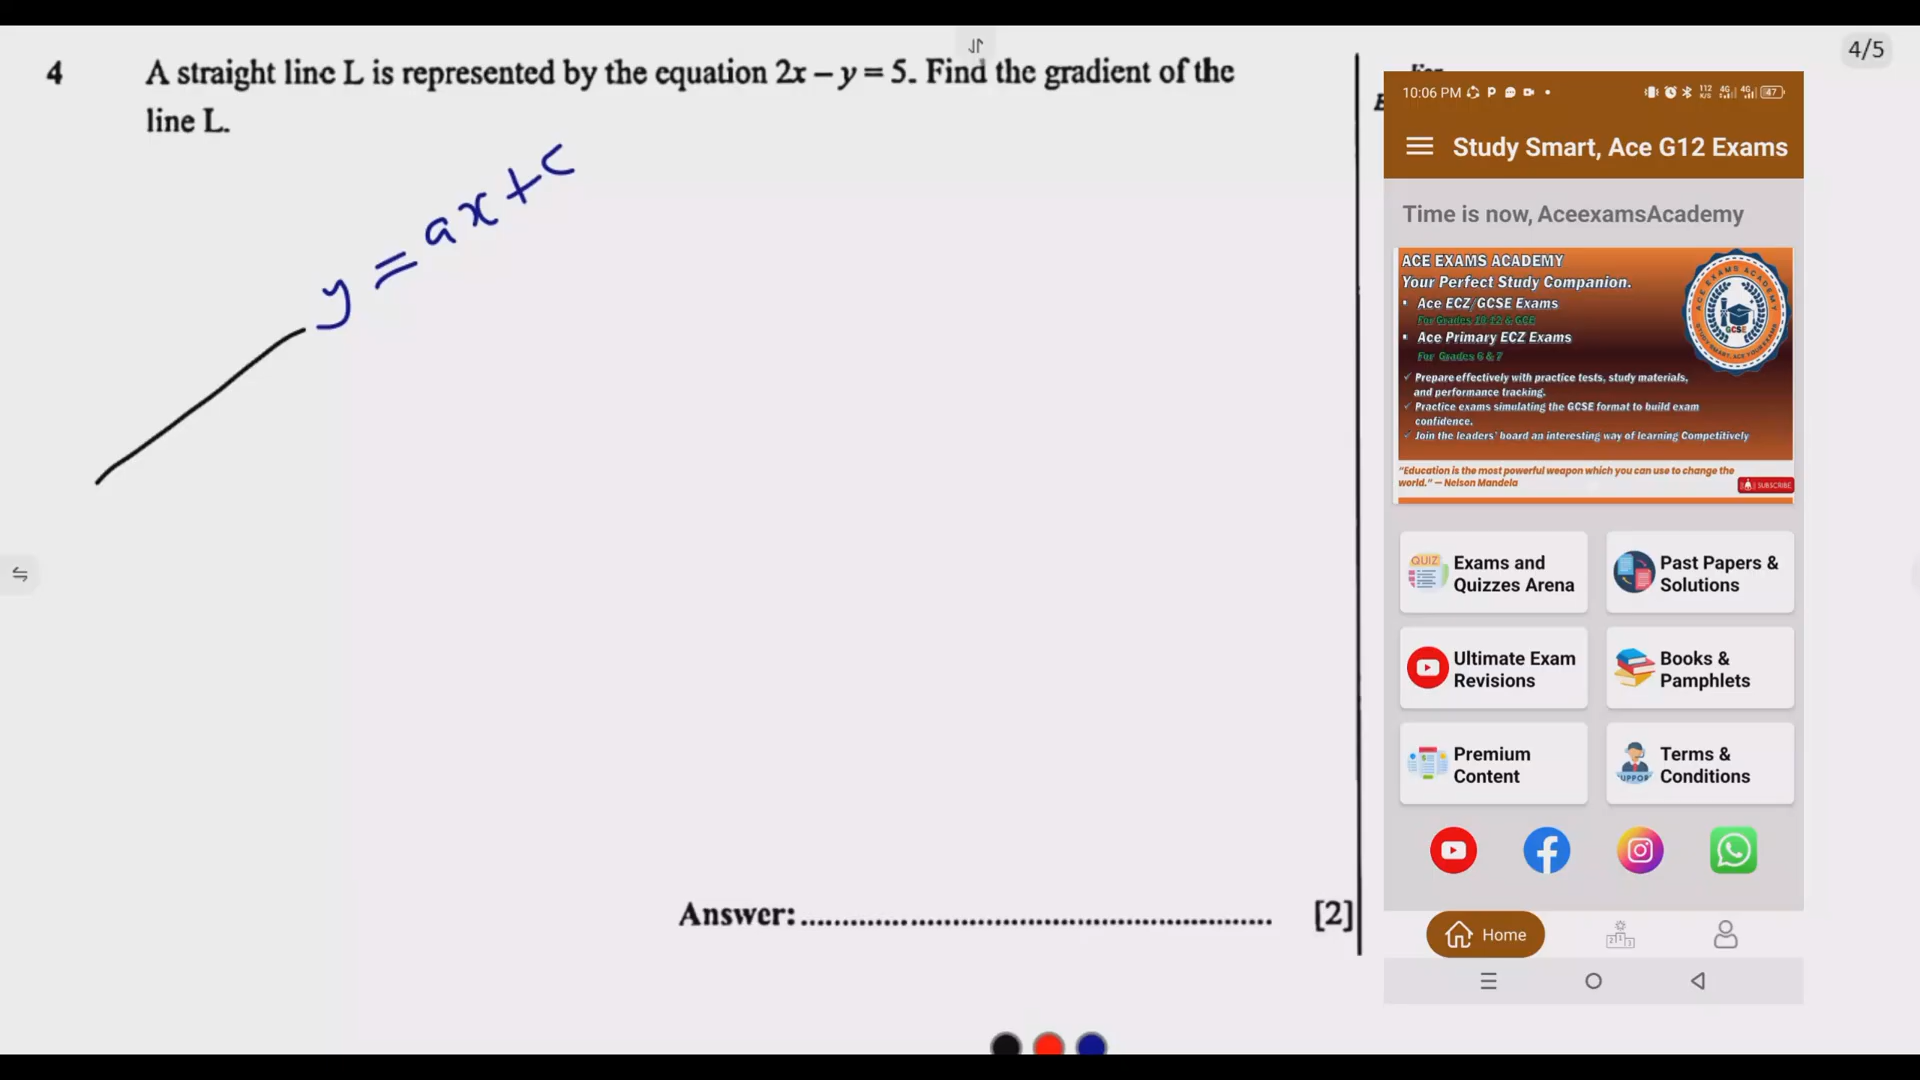 4/5
4 A straight line L is represented by the equation 2x – y = 5. Find the gradient of the
line L.
y = ax + c
Answer:
[2]
10:06 PM
47
Study Smart, Ace G12 Exams
Time is now, AceexamsAcademy
ACE EXAMS ACADEMY
Your Perfect Study Companion.
▪ Ace ECZ/GCSE Exams
For Grades 10-12 & GCE
▪ Ace Primary ECZ Exams
For Grades 6 & 7
✓ Prepare effectively with practice tests, study materials,
and performance tracking.
✓ Practice exams simulating the GCSE format to build exam
confidence.
✓ Join the leaders' board an interesting way of learning Competitively
"Education is the most powerful weapon which you can use to change the
world." — Nelson Mandela
SUBSCRIBE
Exams and
Quizzes Arena
Past Papers &
Solutions
Ultimate Exam
Revisions
Books &
Pamphlets
Premium
Content
Terms &
Conditions
Home